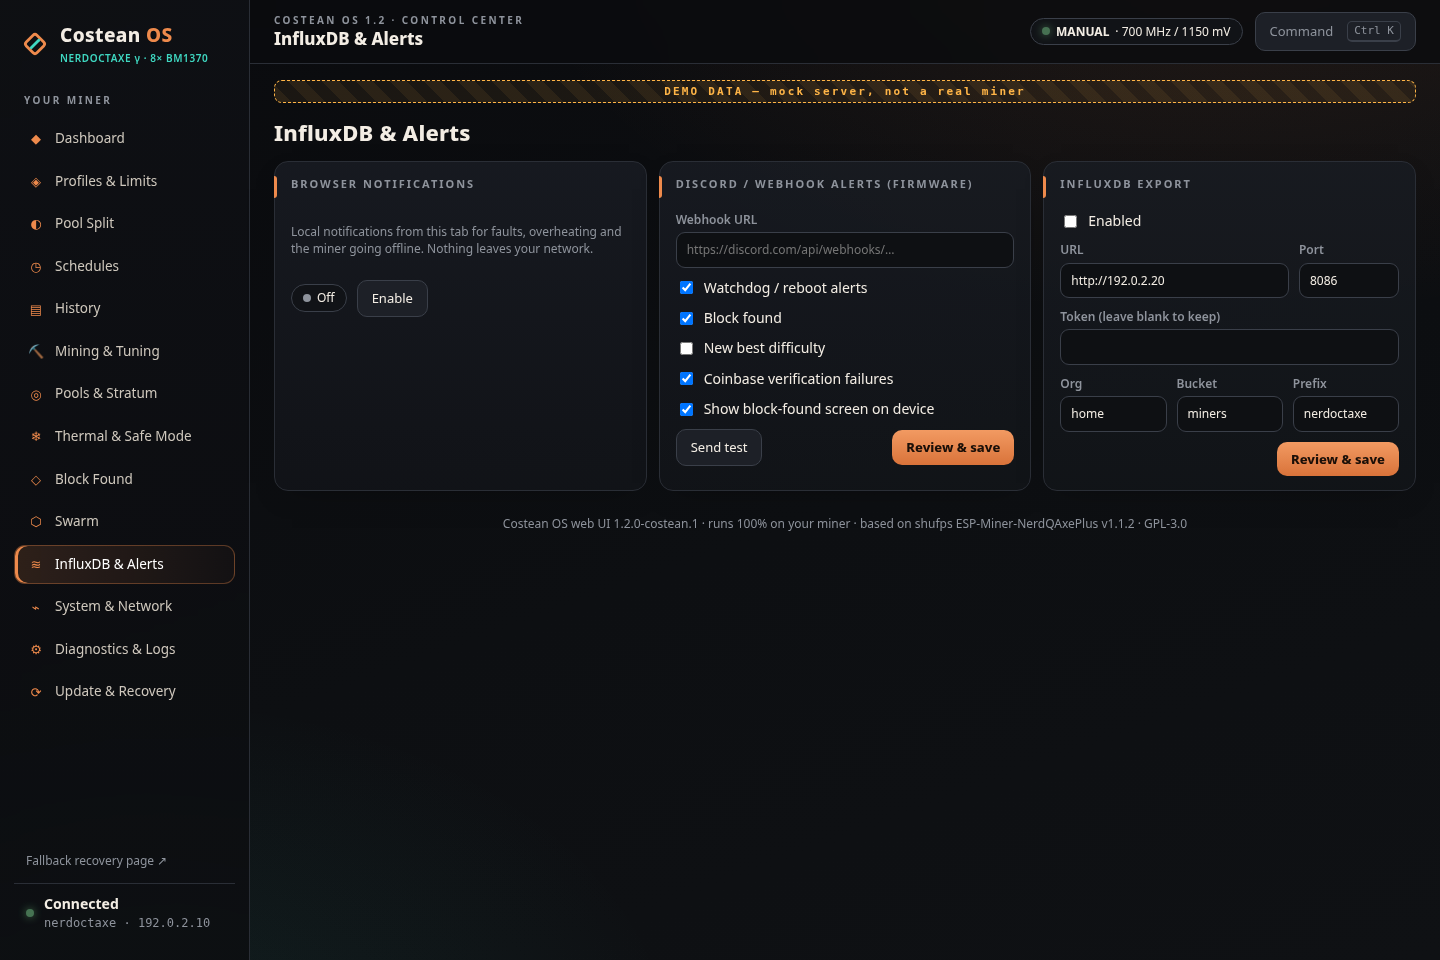 Costean OS
NERDOCTAXE γ · 8× BM1370
YOUR MINER
Dashboard
Profiles & Limits
Pool Split
Schedules
History
Mining & Tuning
Pools & Stratum
Thermal & Safe Mode
Block Found
Swarm
InfluxDB & Alerts
System & Network
Diagnostics & Logs
Update & Recovery
Fallback recovery page ↗
Connected
nerdoctaxe · 192.0.2.10
COSTEAN OS 1.2 · CONTROL CENTER
InfluxDB & Alerts
MANUAL · 700 MHz / 1150 mV
Command Ctrl K
DEMO DATA — mock server, not a real miner
InfluxDB & Alerts
BROWSER NOTIFICATIONS
Local notifications from this tab for faults, overheating and
the miner going offline. Nothing leaves your network.
Off
Enable
DISCORD / WEBHOOK ALERTS (FIRMWARE)
Webhook URL
https://discord.com/api/webhooks/...
Watchdog / reboot alerts
Block found
New best difficulty
Coinbase verification failures
Show block-found screen on device
Send test
Review & save
INFLUXDB EXPORT
Enabled
URL
Port
http://192.0.2.20
8086
Token (leave blank to keep)
Org
Bucket
Prefix
home
miners
nerdoctaxe
Review & save
Costean OS web UI 1.2.0-costean.1 · runs 100% on your miner · based on shufps ESP-Miner-NerdQAxePlus v1.1.2 · GPL-3.0